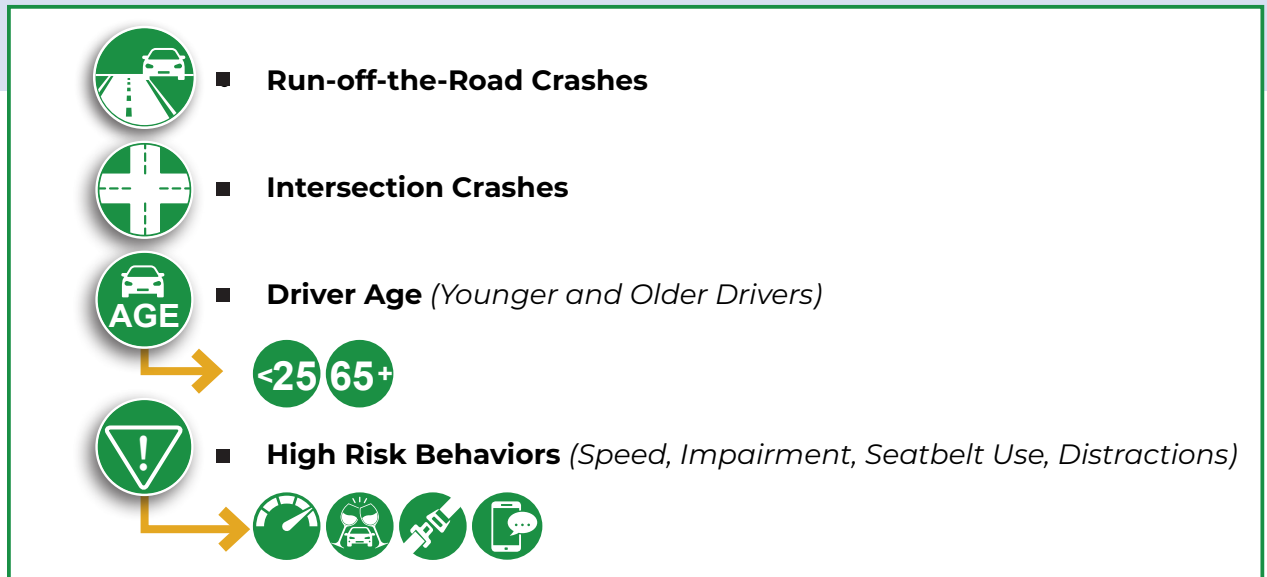 Run-off-the-Road Crashes
Intersection Crashes
AGE
Driver Age (Younger and Older Drivers)
<25 65+
High Risk Behaviors (Speed, Impairment, Seatbelt Use, Distractions)